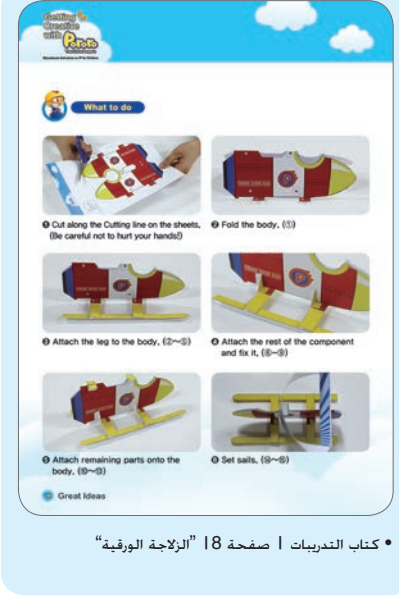 Getting
Creative
with Pororo
What to do
❶ Cut along the Cutting line on the sheets.
(Be careful not to hurt your hands!)
❷ Fold the body. (①)
❸ Attach the leg to the body. (②~⑤)
❹ Attach the rest of the component
and fix it. (⑥~⑨)
❺ Attach remaining parts onto the
body. (⑩~⑬)
❻ Set sails. (⑭~⑯)
Great Ideas
• كتاب التدريبات | صفحة 18 "الزلاجة الورقية"